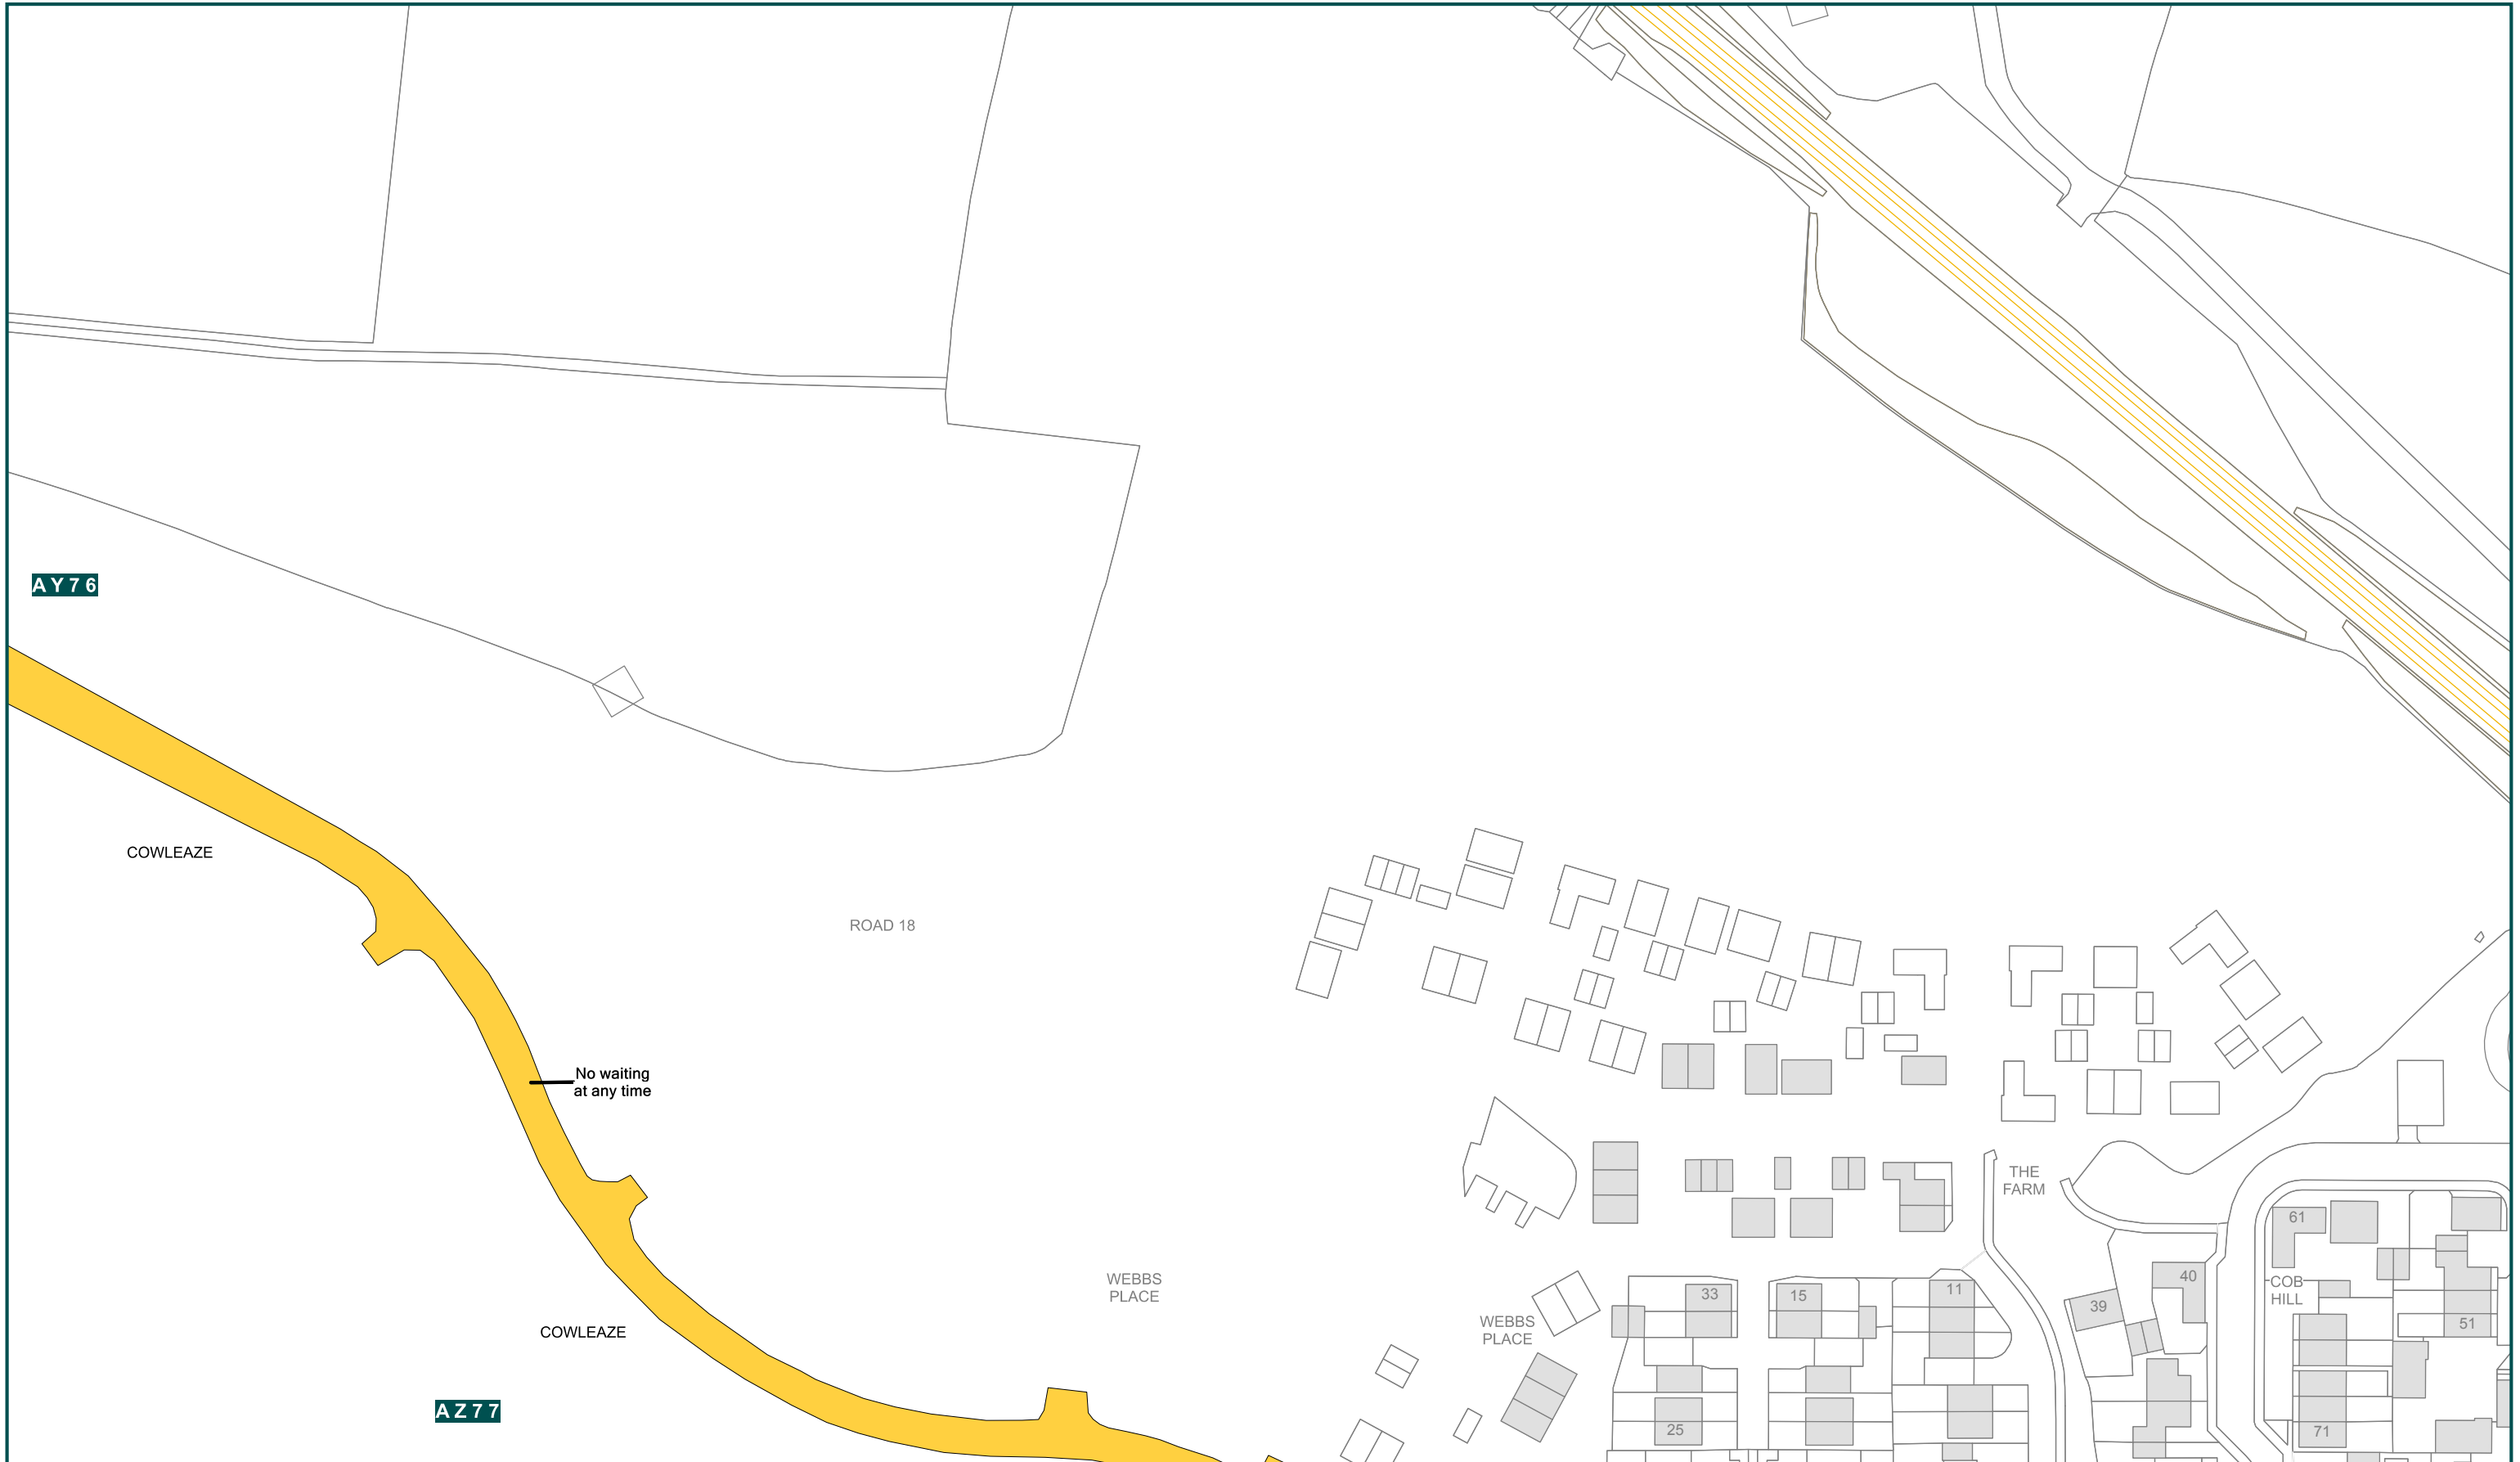 AY76
COWLEAZE
ROAD 18
No waiting
at any time
THE
FARM
61
WEBBS
PLACE
40
COB
HILL
33
15
11
39
WEBBS
PLACE
51
COWLEAZE
AZ77
25
71